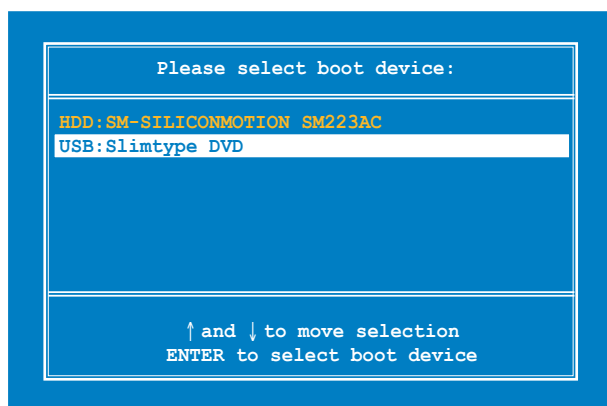 Please select boot device:
HDD:SM-SILICONMOTION SM223AC
USB:Slimtype DVD
↑ and ↓ to move selection
ENTER to select boot device